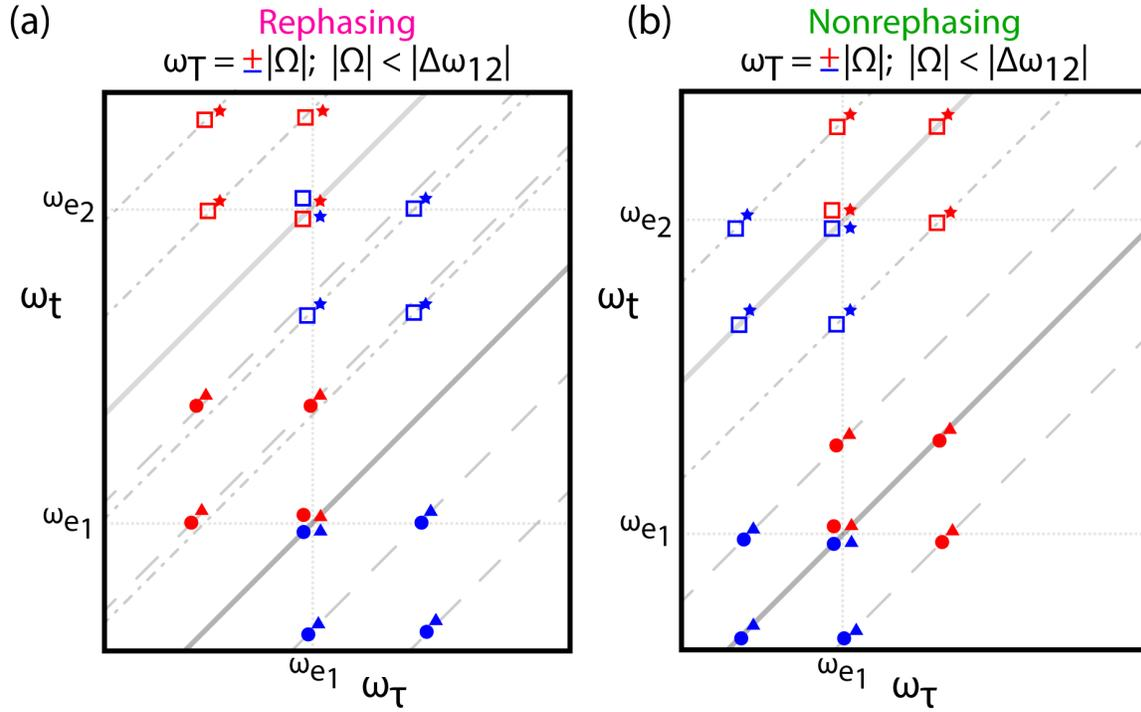 (a)
Rephasing
ωT = ±|Ω|; |Ω| < |Δω12|
ωe2
ωt
ωe1
ωe1
ωτ
(b)
Nonrephasing
ωT = ±|Ω|; |Ω| < |Δω12|
ωe2
ωt
ωe1
ωe1
ωτ